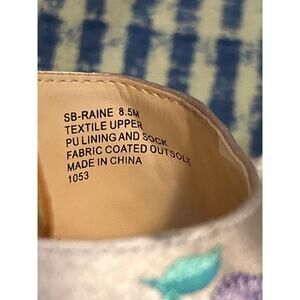 SB-RAINE 8.5M
TEXTILE UPPER
PU LINING AND SOCK
FABRIC COATED OUTSOLE
MADE IN CHINA
1053